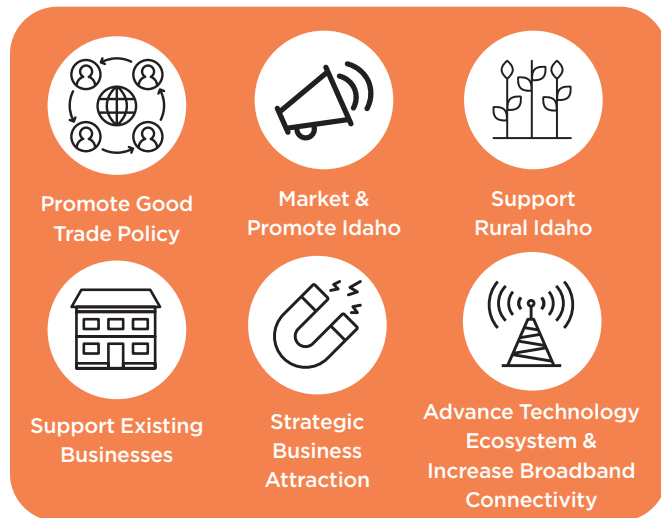 Promote Good
Trade Policy
Market &
Promote Idaho
Support
Rural Idaho
Support Existing
Businesses
Strategic
Business
Attraction
Advance Technology
Ecosystem &
Increase Broadband
Connectivity